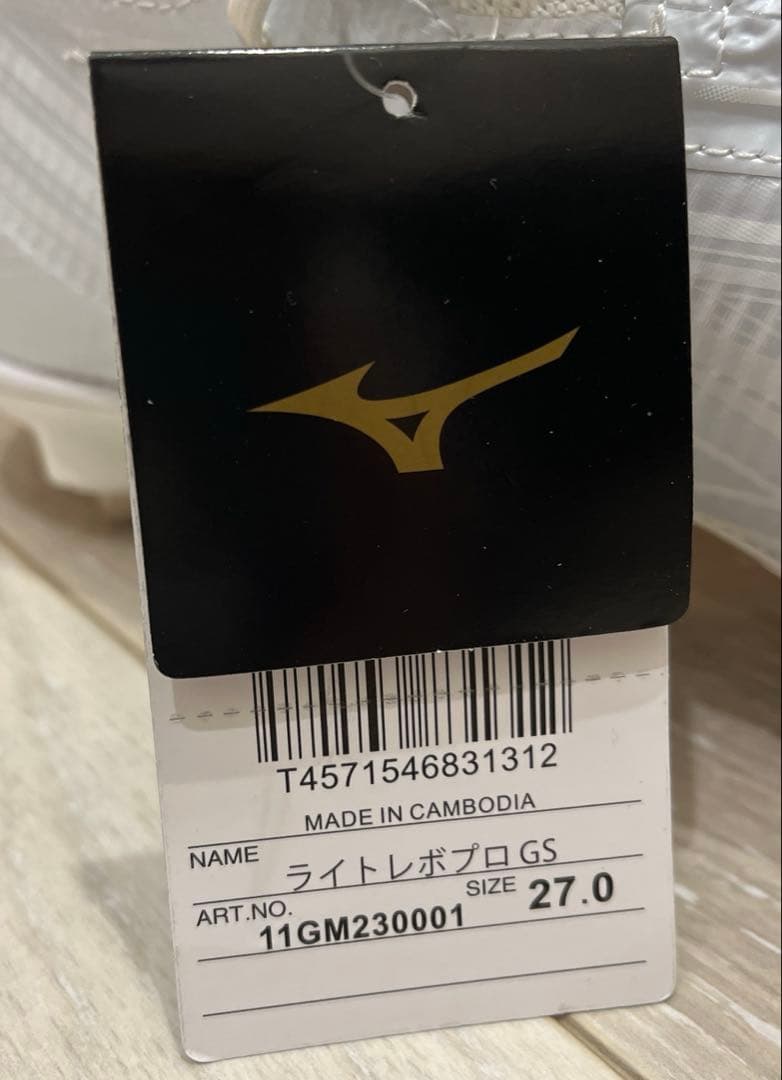 T4571546831312
MADE IN CAMBODIA
NAME ライトレボプロ GS
ART.NO. 11GM230001 SIZE 27.0